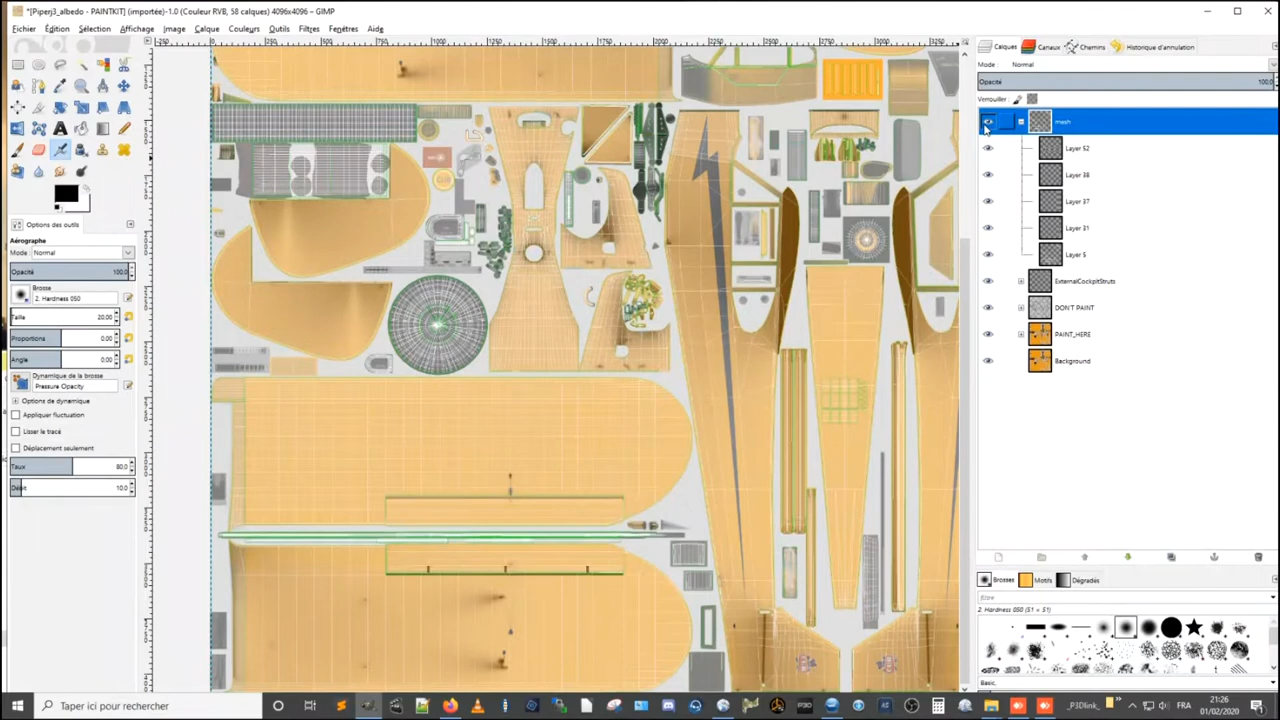 *[Piperj3_albedo - PAINTKIT] (importée)-1.0 (Couleur RVB, 58 calques) 4096x4096 – GIMP
Fichier Édition Sélection Affichage Image Calque Couleurs Outils Filtres Fenêtres Aide
Calques Canaux Chemins Historique d'annulation
Mode : Normal
Opacité 100,0
Verrouiller :
mesh
Layer 52
Layer 38
Layer 37
Layer 31
Layer 5
ExternalCockpitStruts
DON'T PAINT
PAINT_HERE
Background
Options des outils
Aérographe
Mode : Normal
Opacité 100,0
Brosse
2. Hardness 050
Taille 20,00
Proportions 0,00
Angle 0,00
Dynamique de la brosse
Pressure Opacity
Options de dynamique
Appliquer fluctuation
Lisser le tracé
Déplacement seulement
Taux 80,0
Débit 10,0
Brosses Motifs Dégradés
filtre
2. Hardness 050 (51 × 51)
Basic,
Taper ici pour rechercher
_P3Dlink_
FRA
21:26
01/02/2020